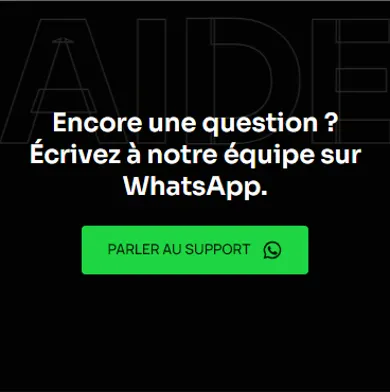 AIDE
Encore une question ?
Écrivez à notre équipe sur
WhatsApp.
PARLER AU SUPPORT